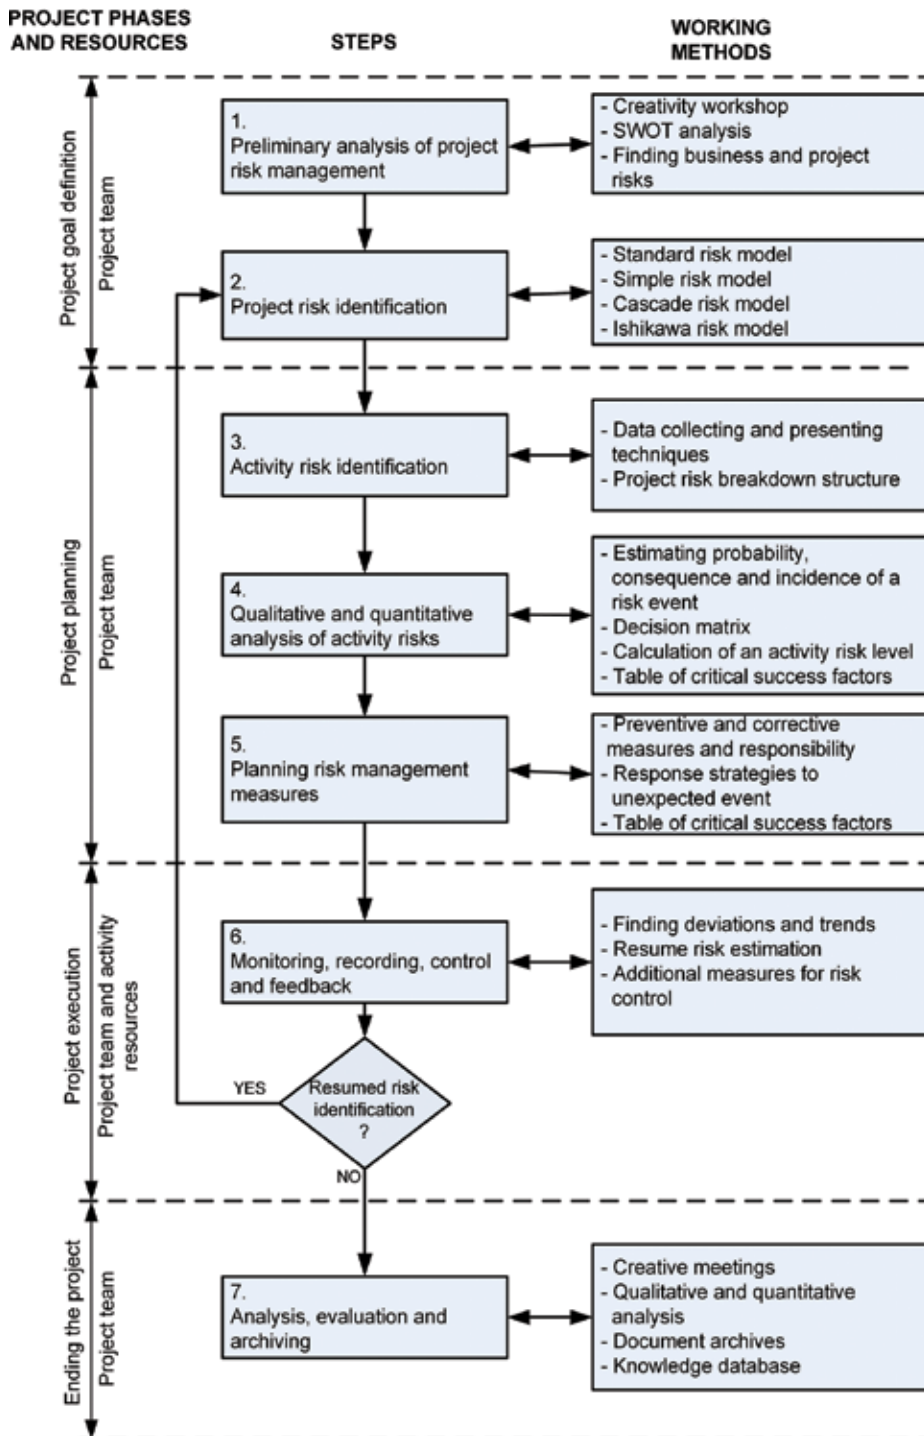 PROJECT PHASES
AND RESOURCES
STEPS
WORKING
METHODS
Project goal definition
Project team
1.
Preliminary analysis of project
risk management
- Creativity workshop
- SWOT analysis
- Finding business and project
risks
2.
Project risk identification
- Standard risk model
- Simple risk model
- Cascade risk model
- Ishikawa risk model
Project planning
Project team
3.
Activity risk identification
- Data collecting and presenting
techniques
- Project risk breakdown structure
4.
Qualitative and quantitative
analysis of activity risks
- Estimating probability,
consequence and incidence of a
risk event
- Decision matrix
- Calculation of an activity risk level
- Table of critical success factors
5.
Planning risk management
measures
- Preventive and corrective
measures and responsibility
- Response strategies to
unexpected event
- Table of critical success factors
Project execution
Project team and activity
resources
6.
Monitoring, recording, control
and feedback
- Finding deviations and trends
- Resume risk estimation
- Additional measures for risk
control
YES
Resumed risk
identification
?
NO
Ending the project
Project team
7.
Analysis, evaluation and
archiving
- Creative meetings
- Qualitative and quantitative
analysis
- Document archives
- Knowledge database